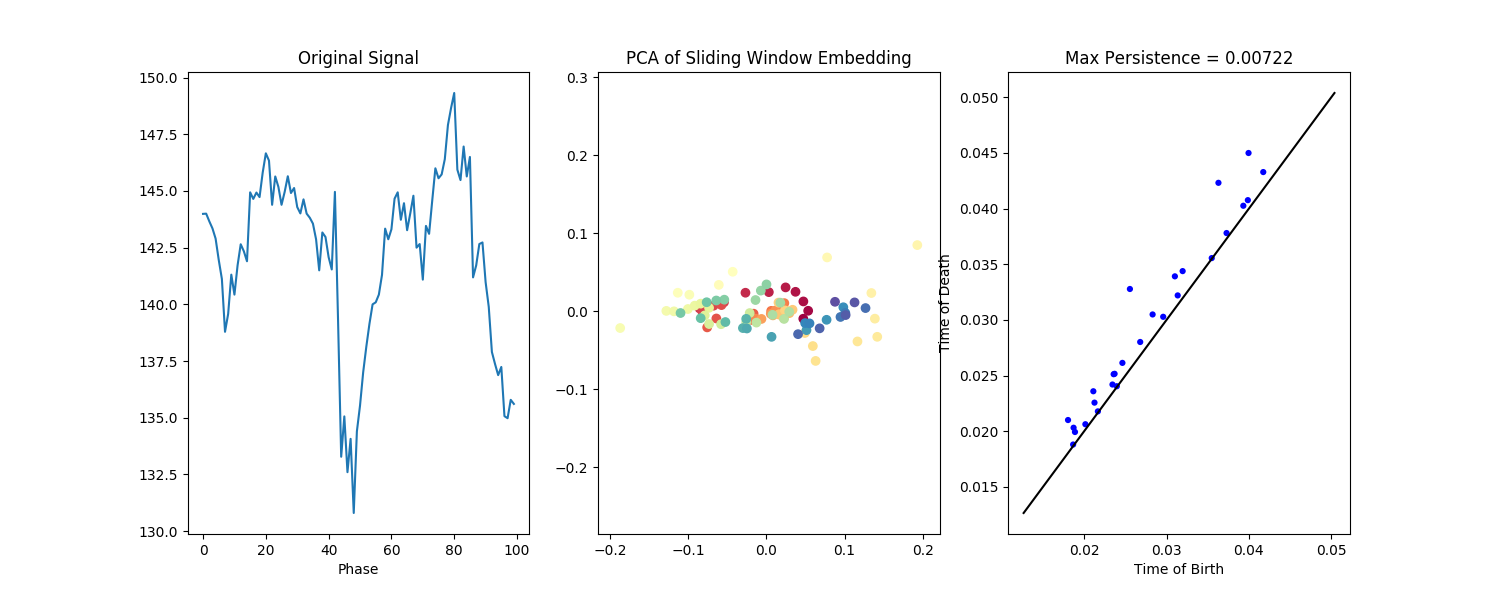 Original Signal
150.0
147.5
145.0
142.5
140.0
137.5
135.0
132.5
130.0
0 20 40 60 80 100
Phase
PCA of Sliding Window Embedding
0.3
0.2
0.1
0.0
−0.1
−0.2
−0.2 −0.1 0.0 0.1 0.2
Max Persistence = 0.00722
Time of Death
0.050
0.045
0.040
0.035
0.030
0.025
0.020
0.015
0.02 0.03 0.04 0.05
Time of Birth